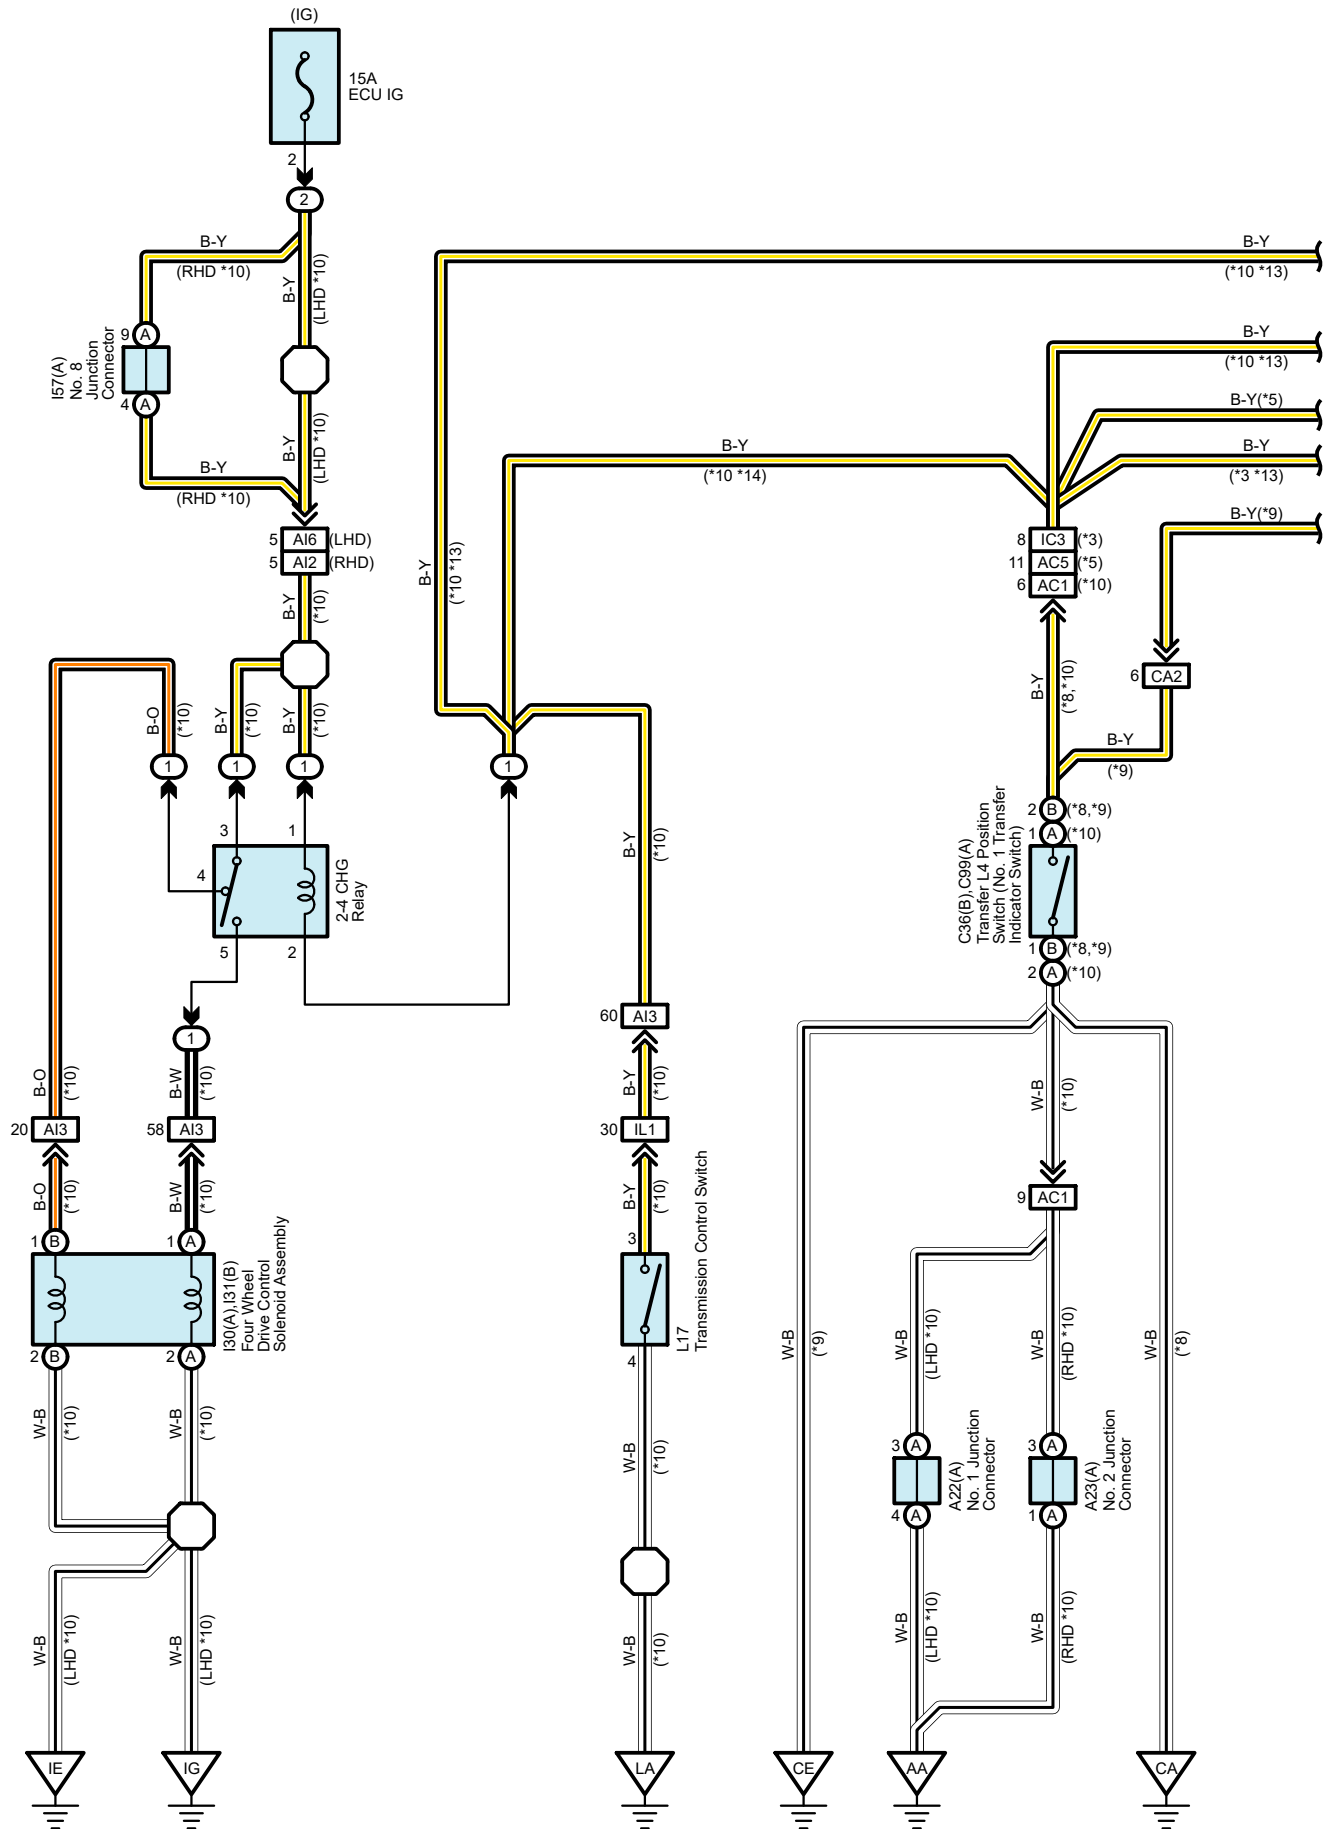 (IG)
15A
ECU IG
2
2
B-Y
(RHD *10)
B-Y
(LHD *10)
B-Y
(*10 *13)
9 A
I57(A)
No. 8
Junction
Connector
4 A
B-Y
(*10 *13)
B-Y
(LHD *10)
B-Y
(RHD *10)
B-Y
(*10 *14)
B-Y(*5)
B-Y
(*3 *13)
B-Y(*9)
5 AI6 (LHD)
5 AI2 (RHD)
8 IC3 (*3)
11 AC5 (*5)
6 AC1 (*10)
B-Y
(*10 *13)
B-Y
(*10)
6 CA2
B-O
(*10)
B-Y
(*10)
B-Y
(*10)
B-Y
(*8,*10)
B-Y
(*9)
1
1
1
1
3
1
4
5
2
2-4 CHG
Relay
B-Y
(*10)
2 B (*8,*9)
1 A (*10)
C36(B),C99(A)
Transfer L4 Position
Switch (No. 1 Transfer
Indicator Switch)
1 B (*8,*9)
2 A (*10)
1
60 AI3
B-O
(*10)
B-W
(*10)
B-Y
(*10)
W-B
(*10)
20 AI3
58 AI3
30 IL1
B-O
(*10)
B-W
(*10)
B-Y
(*10)
9 AC1
1 B
1 A
I30(A),I31(B)
Four Wheel
Drive Control
Solenoid Assembly
2 B
2 A
3
L17
Transmission Control Switch
4
W-B
(*9)
W-B
(LHD *10)
W-B
(RHD *10)
W-B
(*8)
W-B
(*10)
W-B
(*10)
W-B
(*10)
3 A
A22(A)
No. 1 Junction
Connector
4 A
3 A
A23(A)
No. 2 Junction
Connector
1 A
W-B
(LHD *10)
W-B
(LHD *10)
W-B
(*10)
W-B
(LHD *10)
W-B
(RHD *10)
IE
IG
LA
CE
AA
CA